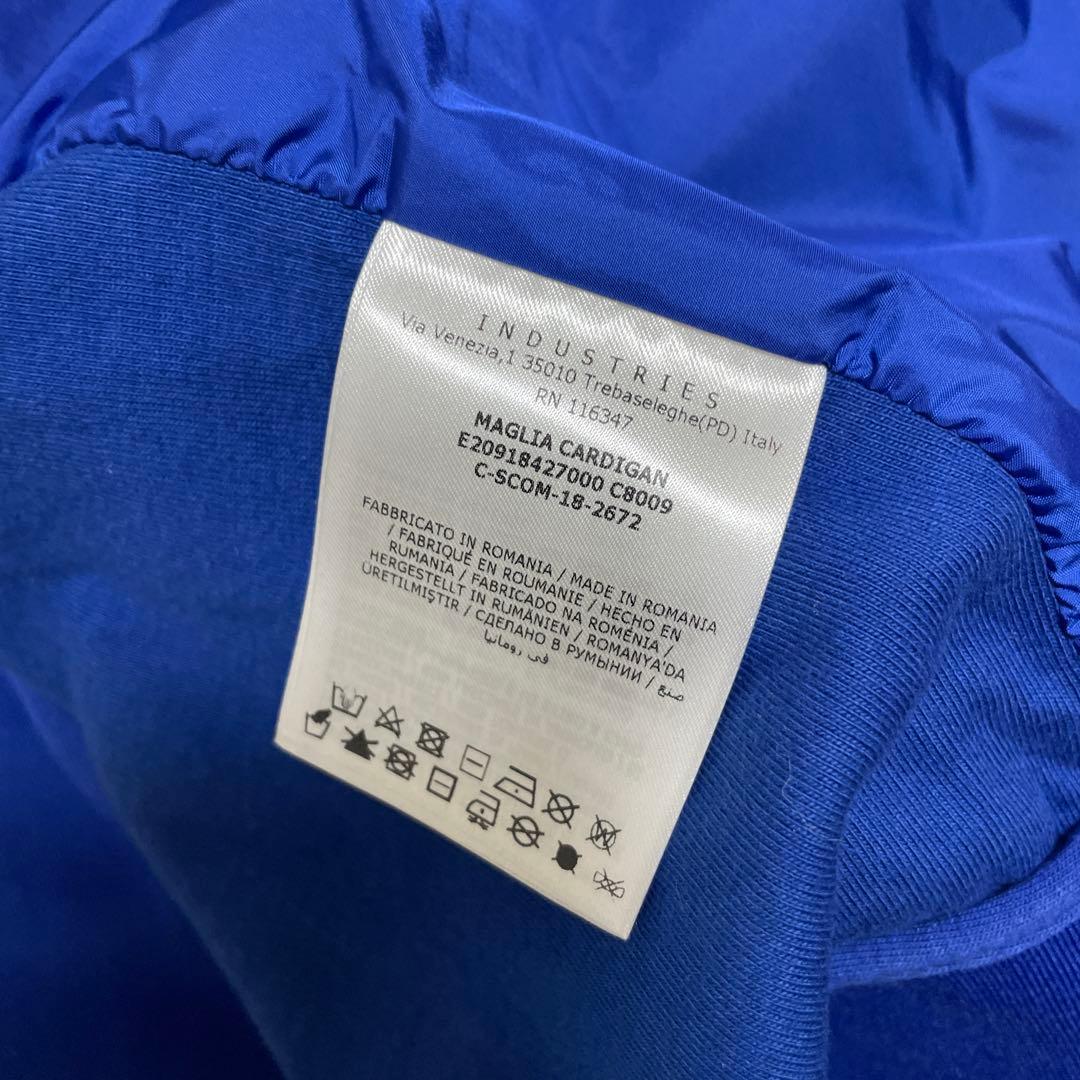 INDUSTRIES
Via Venezia,1 35010 Trebaseleghe(PD) Italy
RN 116347
MAGLIA CARDIGAN
E20918427000 C8009
C-SCOM-18-2672
FABBRICATO IN ROMANIA / MADE IN ROMANIA
/ FABRIQUÉ EN ROUMANIE / HECHO EN
RUMANIA / FABRICADO NA ROMÉNIA /
HERGESTELLT IN RUMÄNIEN / ROMANYA'DA
ÜRETILMIŞTIR / СДЕЛАНО В РУМЫНИИ / صنع
في رومانيا
W